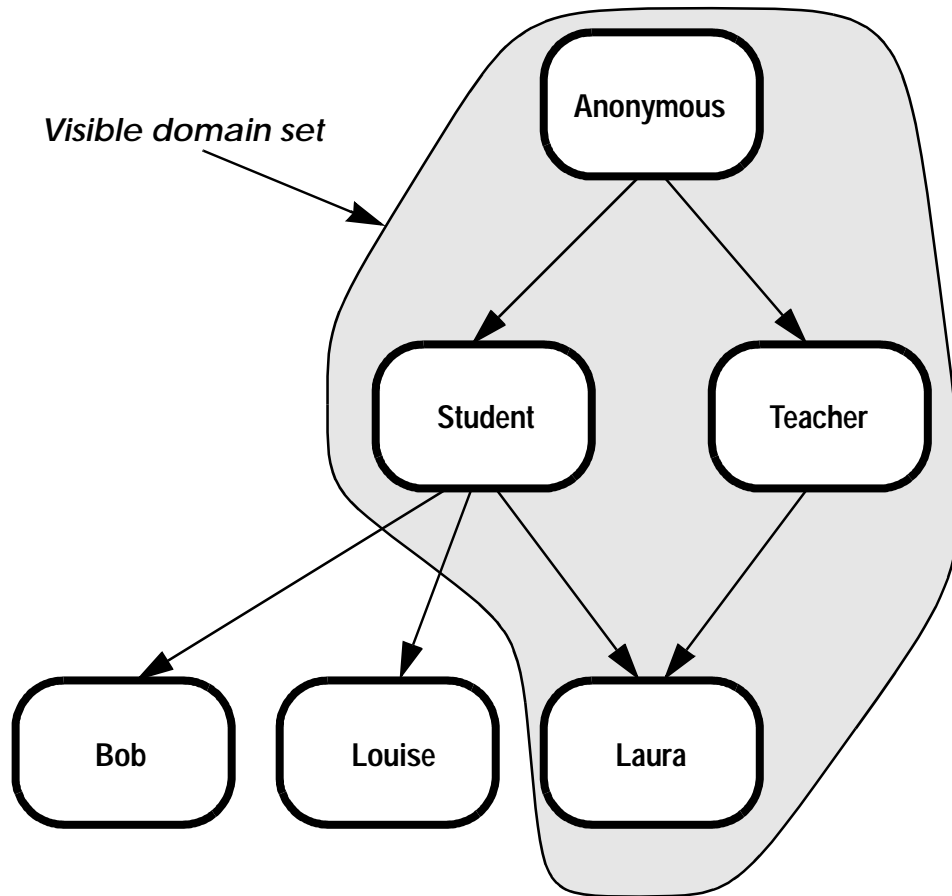 Anonymous
Visible domain set
Student
Teacher
Bob
Louise
Laura